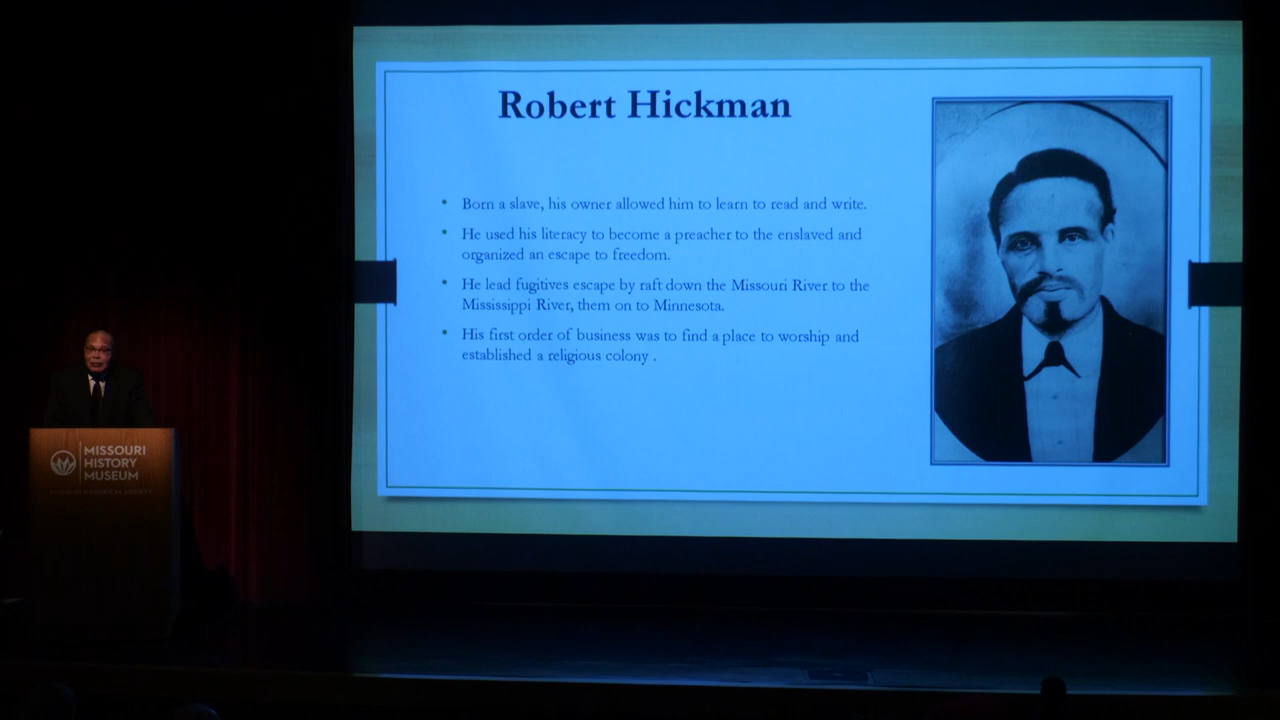 Robert Hickman
• Born a slave, his owner allowed him to learn to read and write.
• He used his literacy to become a preacher to the enslaved and
organized an escape to freedom.
• He lead fugitives escape by raft down the Missouri River to the
Mississippi River, them on to Minnesota.
• His first order of business was to find a place to worship and
established a religious colony .
MISSOURI
HISTORY
MUSEUM
MISSOURI HISTORICAL SOCIETY